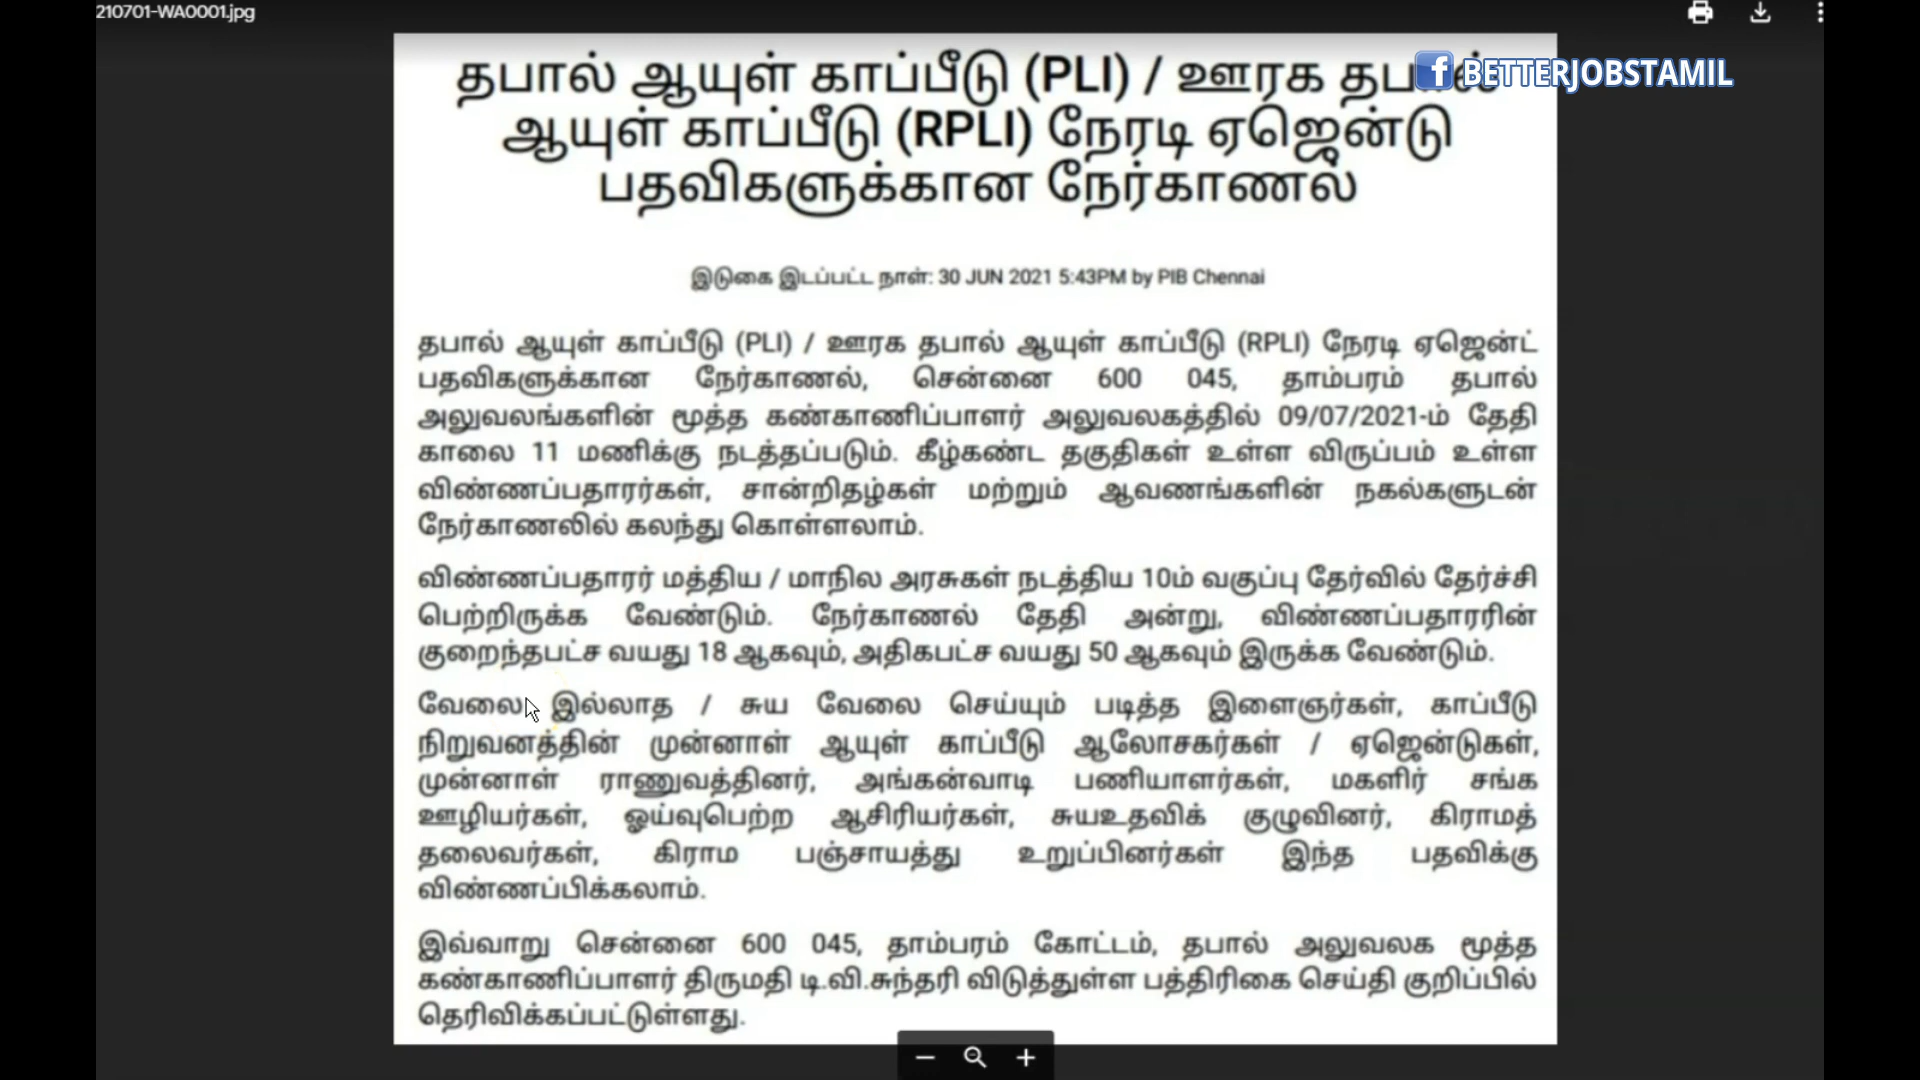 210701-WA0001.jpg
BETTERJOBSTAMIL
தபால் ஆயுள் காப்பீடு (PLI) / ஊரக தபால்
ஆயுள் காப்பீடு (RPLI) நேரடி ஏஜென்டு
பதவிகளுக்கான நேர்காணல்
இடுகை இடப்பட்ட நாள்: 30 JUN 2021 5:43PM by PIB Chennai
தபால் ஆயுள் காப்பீடு (PLI) / ஊரக தபால் ஆயுள் காப்பீடு (RPLI) நேரடி ஏஜென்ட்
பதவிகளுக்கான நேர்காணல், சென்னை 600 045, தாம்பரம் தபால்
அலுவலங்களின் மூத்த கண்காணிப்பாளர் அலுவலகத்தில் 09/07/2021-ம் தேதி
காலை 11 மணிக்கு நடத்தப்படும். கீழ்கண்ட தகுதிகள் உள்ள விருப்பம் உள்ள
விண்ணப்பதாரர்கள், சான்றிதழ்கள் மற்றும் ஆவணங்களின் நகல்களுடன்
நேர்காணலில் கலந்து கொள்ளலாம்.
விண்ணப்பதாரர் மத்திய / மாநில அரசுகள் நடத்திய 10ம் வகுப்பு தேர்வில் தேர்ச்சி
பெற்றிருக்க வேண்டும். நேர்காணல் தேதி அன்று, விண்ணப்பதாரரின்
குறைந்தபட்ச வயது 18 ஆகவும், அதிகபட்ச வயது 50 ஆகவும் இருக்க வேண்டும்.
வேலை இல்லாத / சுய வேலை செய்யும் படித்த இளைஞர்கள், காப்பீடு
நிறுவனத்தின் முன்னாள் ஆயுள் காப்பீடு ஆலோசகர்கள் / ஏஜென்டுகள்,
முன்னாள் ராணுவத்தினர், அங்கன்வாடி பணியாளர்கள், மகளிர் சங்க
ஊழியர்கள், ஓய்வுபெற்ற ஆசிரியர்கள், சுயஉதவிக் குழுவினர், கிராமத்
தலைவர்கள், கிராம பஞ்சாயத்து உறுப்பினர்கள் இந்த பதவிக்கு
விண்ணப்பிக்கலாம்.
இவ்வாறு சென்னை 600 045, தாம்பரம் கோட்டம், தபால் அலுவலக மூத்த
கண்காணிப்பாளர் திருமதி டி.வி.சுந்தரி விடுத்துள்ள பத்திரிகை செய்தி குறிப்பில்
தெரிவிக்கப்பட்டுள்ளது.